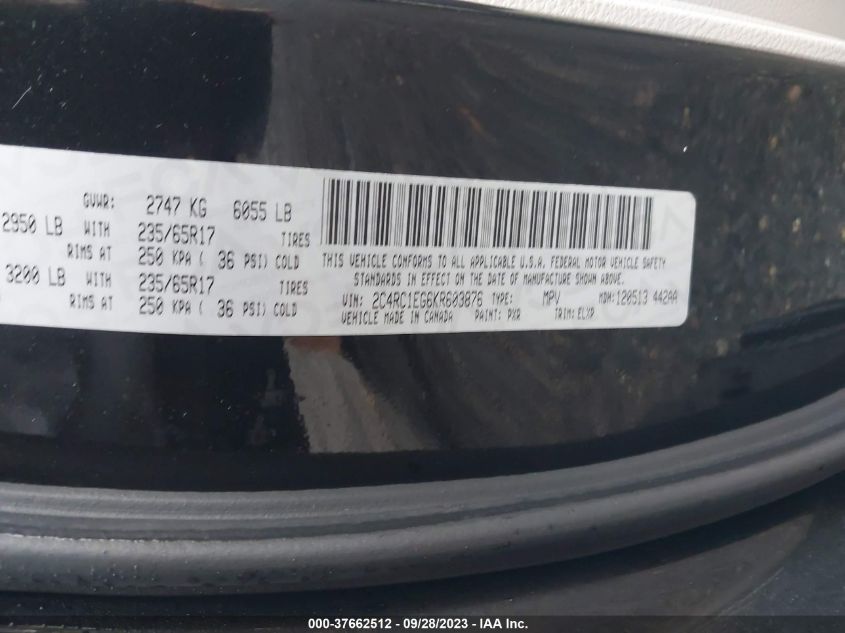 GVWR: 2747 KG 6055 LB
2950 LB WITH 235/65R17 TIRES
RIMS AT 250 KPA ( 36 PSI) COLD
3200 LB WITH 235/65R17 TIRES
RIMS AT 250 KPA ( 36 PSI) COLD
THIS VEHICLE CONFORMS TO ALL APPLICABLE U.S.A. FEDERAL MOTOR VEHICLE SAFETY
STANDARDS IN EFFECT ON THE DATE OF MANUFACTURE SHOWN ABOVE.
VIN: 2C4RC1EG6KR603876 TYPE: MPV MDH:120513 442AA
VEHICLE MADE IN CANADA PAINT: PXR TRIM: ELXP
000-37662512 - 09/28/2023 - IAA Inc.